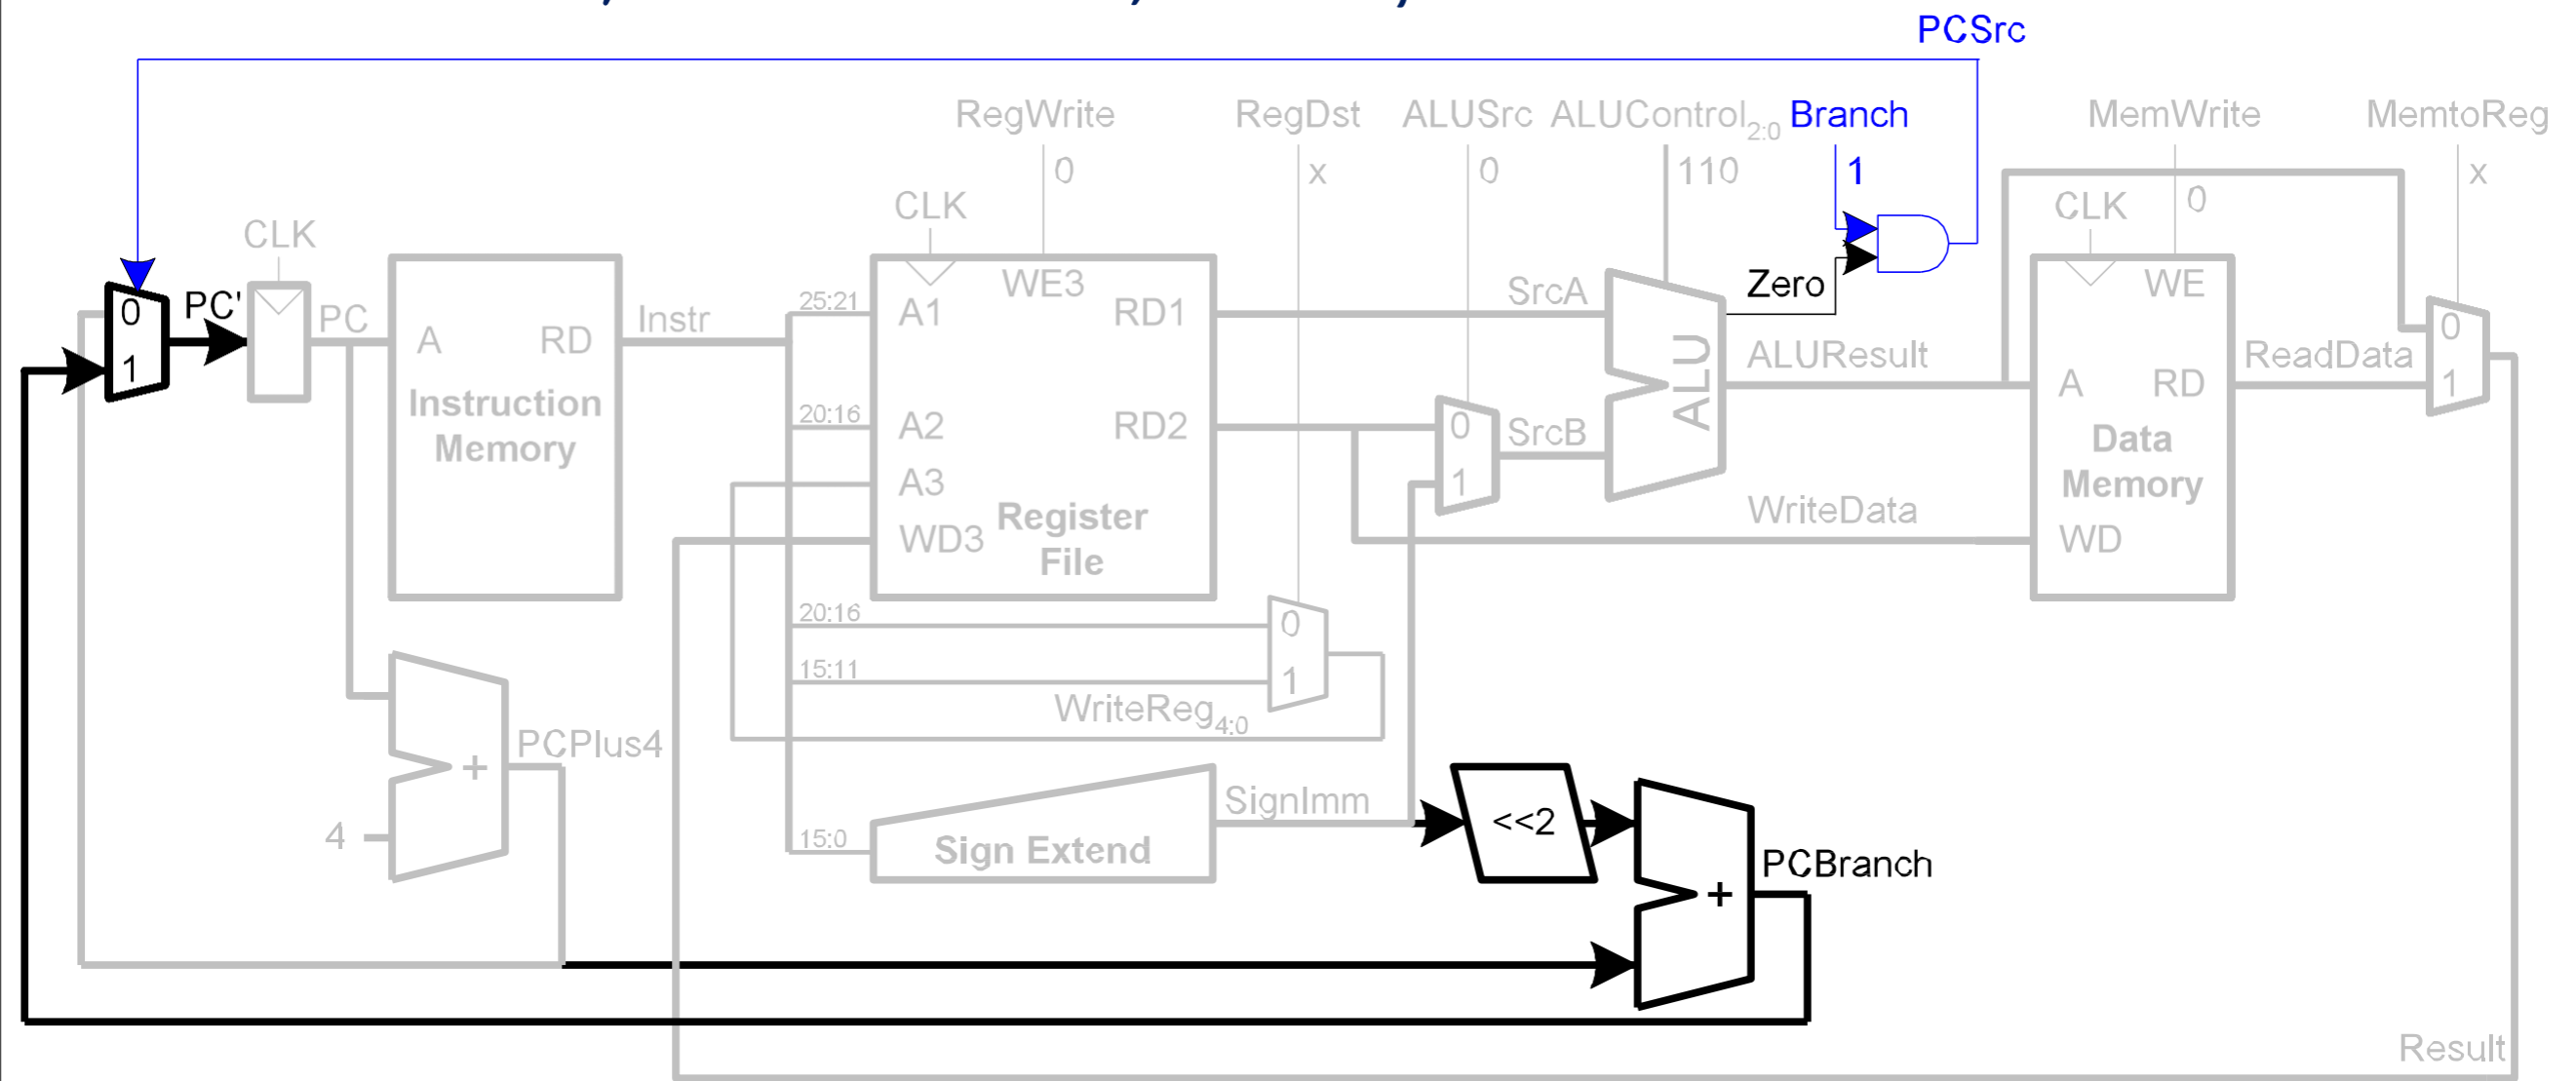 PCSrc
RegWrite RegDst ALUSrc ALUControl2:0 Branch MemWrite MemtoReg
0 x 0 110 1 0 x
CLK CLK CLK
0 PC' PC 1
A RD
Instruction
Memory
Instr
25:21
20:16
A1 WE3 RD1
A2 RD2
A3
WD3 Register
File
SrcA
0 SrcB
1
ALU
Zero
ALUResult
WriteData
WE
A RD
Data
Memory
WD
ReadData
0
1
20:16 0
15:11 1
WriteReg4:0
PCPlus4
+
4
15:0 Sign Extend
SignImm
<<2
+
PCBranch
Result